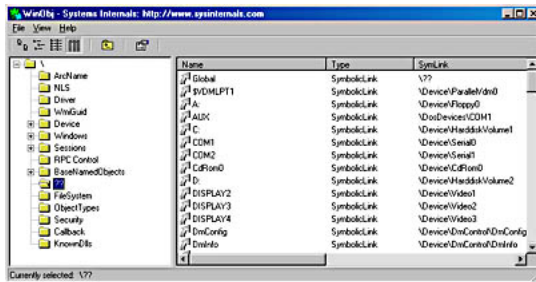 WinObj - Systems Internals: http://www.sysinternals.com
File View Help
\
ArcName
NLS
Driver
WmiGuid
Device
Windows
Sessions
RPC Control
BaseNamedObjects
??
FileSystem
ObjectTypes
Security
Callback
KnownDlls
Name Type SymLink
Global SymbolicLink \??
$VDMLPT1 SymbolicLink \Device\ParallelVdm0
A: SymbolicLink \Device\Floppy0
AUX SymbolicLink \DosDevices\COM1
C: SymbolicLink \Device\HarddiskVolume1
COM1 SymbolicLink \Device\Serial0
COM2 SymbolicLink \Device\Serial1
CdRom0 SymbolicLink \Device\CdRom0
D: SymbolicLink \Device\HarddiskVolume2
DISPLAY2 SymbolicLink \Device\Video1
DISPLAY3 SymbolicLink \Device\Video2
DISPLAY4 SymbolicLink \Device\Video3
DmConfig SymbolicLink \Device\DmControl\DmConfig
DmInfo SymbolicLink \Device\DmControl\DmInfo
Currently selected: \??